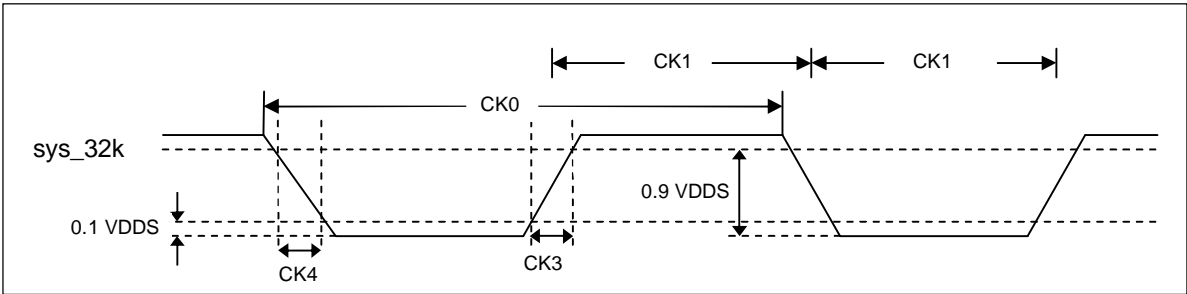 CK1 CK1
CK0
sys_32k
0.9 VDDS
0.1 VDDS
CK4 CK3